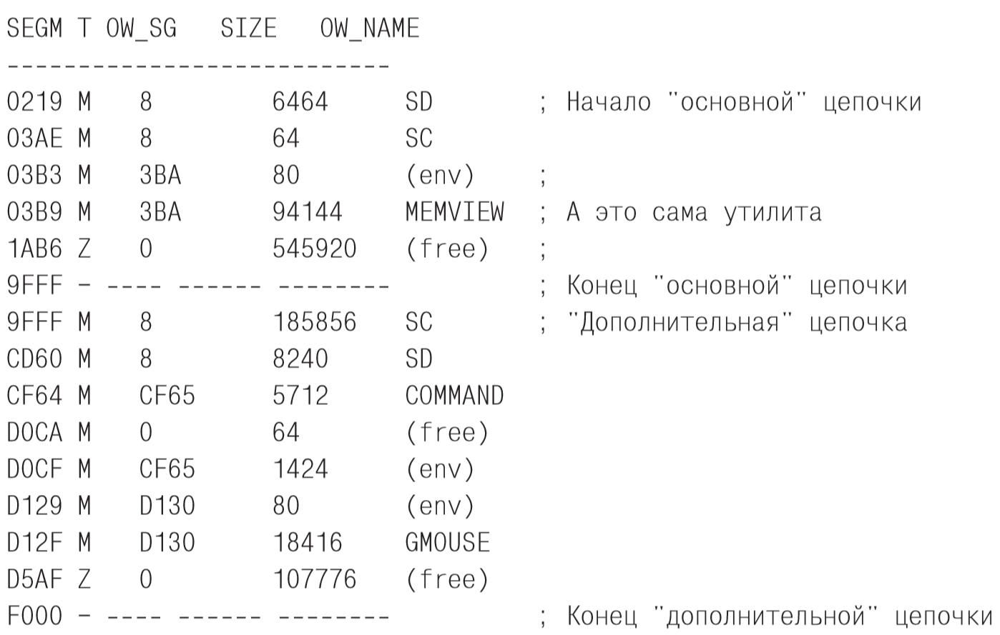 SEGM T OW_SG   SIZE   OW_NAME
---------------------------
0219 M   8        6464     SD        ; Начало "основной" цепочки
03AE M   8        64       SC
03B3 M   3BA      80       (env)     ;
03B9 M   3BA      94144    MEMVIEW   ; А это сама утилита
1AB6 Z   0        545920   (free)    ;
9FFF - ---- ------ --------          ; Конец "основной" цепочки
9FFF M   8        185856   SC        ; "Дополнительная" цепочка
CD60 M   8        8240     SD
CF64 M   CF65     5712     COMMAND
D0CA M   0        64       (free)
D0CF M   CF65     1424     (env)
D129 M   D130     80       (env)
D12F M   D130     18416    GMOUSE
D5AF Z   0        107776   (free)
F000 - ---- ------ --------          ; Конец "дополнительной" цепочки